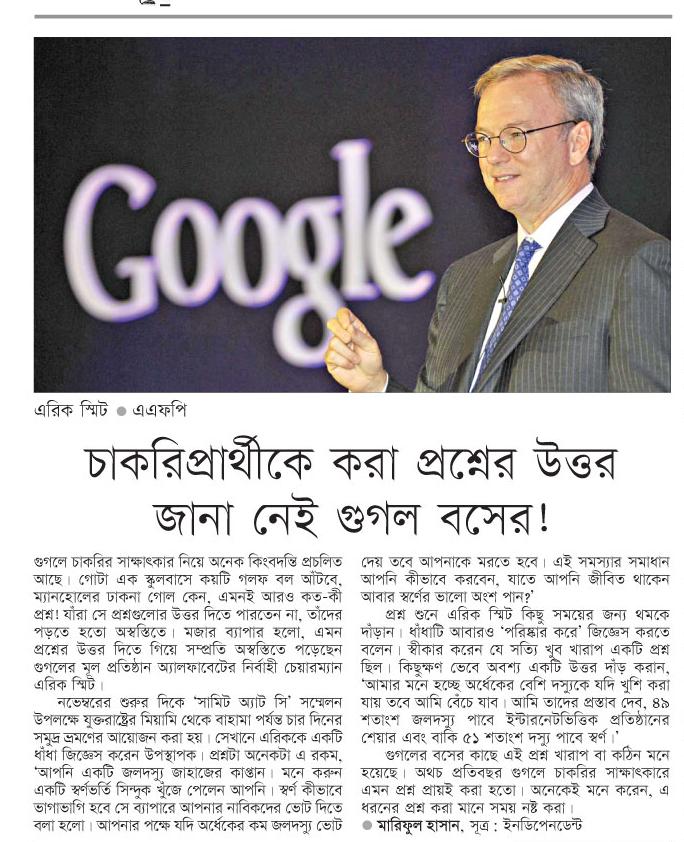 Google
এরিক স্মিট ● এএফপি
চাকরিপ্রার্থীকে করা প্রশ্নের উত্তর
জানা নেই গুগল বসের!
গুগলে চাকরির সাক্ষাৎকার নিয়ে অনেক কিংবদন্তি প্রচলিত
আছে। গোটা এক স্কুলবাসে কয়টি গলফ বল আঁটবে,
ম্যানহোলের ঢাকনা গোল কেন, এমনই আরও কত-কী
প্রশ্ন! যাঁরা সে প্রশ্নগুলোর উত্তর দিতে পারতেন না, তাঁদের
পড়তে হতো অস্বস্তিতে। মজার ব্যাপার হলো, এমন
প্রশ্নের উত্তর দিতে গিয়ে সম্প্রতি অস্বস্তিতে পড়েছেন
গুগলের মূল প্রতিষ্ঠান অ্যালফাবেটের নির্বাহী চেয়ারম্যান
এরিক স্মিট।
নভেম্বরের শুরুর দিকে ‘সামিট অ্যাট সি’ সম্মেলন
উপলক্ষে যুক্তরাষ্ট্রের মিয়ামি থেকে বাহামা পর্যন্ত চার দিনের
সমুদ্র ভ্রমণের আয়োজন করা হয়। সেখানে এরিককে একটি
ধাঁধা জিজ্ঞেস করেন উপস্থাপক। প্রশ্নটা অনেকটা এ রকম,
‘আপনি একটি জলদস্যু জাহাজের কাপ্তান। মনে করুন
একটি স্বর্ণভর্তি সিন্দুক খুঁজে পেলেন আপনি। স্বর্ণ কীভাবে
ভাগাভাগি হবে সে ব্যাপারে আপনার নাবিকদের ভোট দিতে
বলা হলো। আপনার পক্ষে যদি অর্ধেকের কম জলদস্যু ভোট
দেয় তবে আপনাকে মরতে হবে। এই সমস্যার সমাধান
আপনি কীভাবে করবেন, যাতে আপনি জীবিত থাকেন
আবার স্বর্ণের ভালো অংশ পান?’
প্রশ্ন শুনে এরিক স্মিট কিছু সময়ের জন্য থমকে
দাঁড়ান। ধাঁধাটি আবারও ‘পরিষ্কার করে’ জিজ্ঞেস করতে
বলেন। স্বীকার করেন যে সত্যি খুব খারাপ একটি প্রশ্ন
ছিল। কিছুক্ষণ ভেবে অবশ্য একটি উত্তর দাঁড় করান,
‘আমার মনে হচ্ছে অর্ধেকের বেশি দস্যুকে যদি খুশি করা
যায় তবে আমি বেঁচে যাব। আমি তাদের প্রস্তাব দেব, ৪৯
শতাংশ জলদস্যু পাবে ইন্টারনেটভিত্তিক প্রতিষ্ঠানের
শেয়ার এবং বাকি ৫১ শতাংশ দস্যু পাবে স্বর্ণ।’
গুগলের বসের কাছে এই প্রশ্ন খারাপ বা কঠিন মনে
হয়েছে। অথচ প্রতিবছর গুগলে চাকরির সাক্ষাৎকারে
এমন প্রশ্ন প্রায়ই করা হতো। অনেকেই মনে করেন, এ
ধরনের প্রশ্ন করা মানে সময় নষ্ট করা।
● মারিফুল হাসান, সূত্র : ইনডিপেনডেন্ট